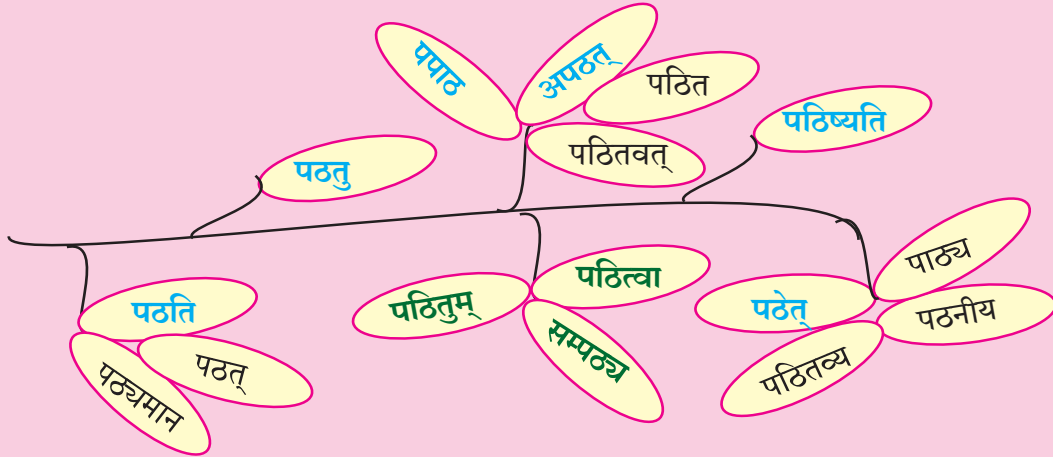 पपाठ
अपठत्
पठित
पठितवत्
पठिष्यति
पठतु
पठति
पठत्
पठ्यमान
पठितुम्
पठित्वा
सम्पठ्य
पठेत्
पाठ्य
पठनीय
पठितव्य